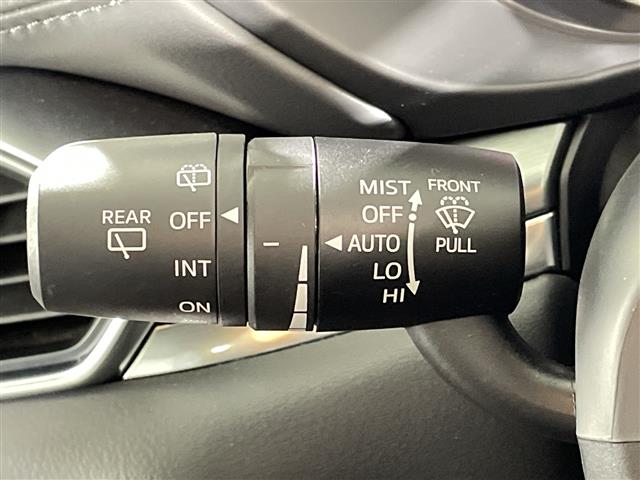 REAR
OFF
INT
ON
–
MIST
OFF
AUTO
LO
HI
FRONT
PULL